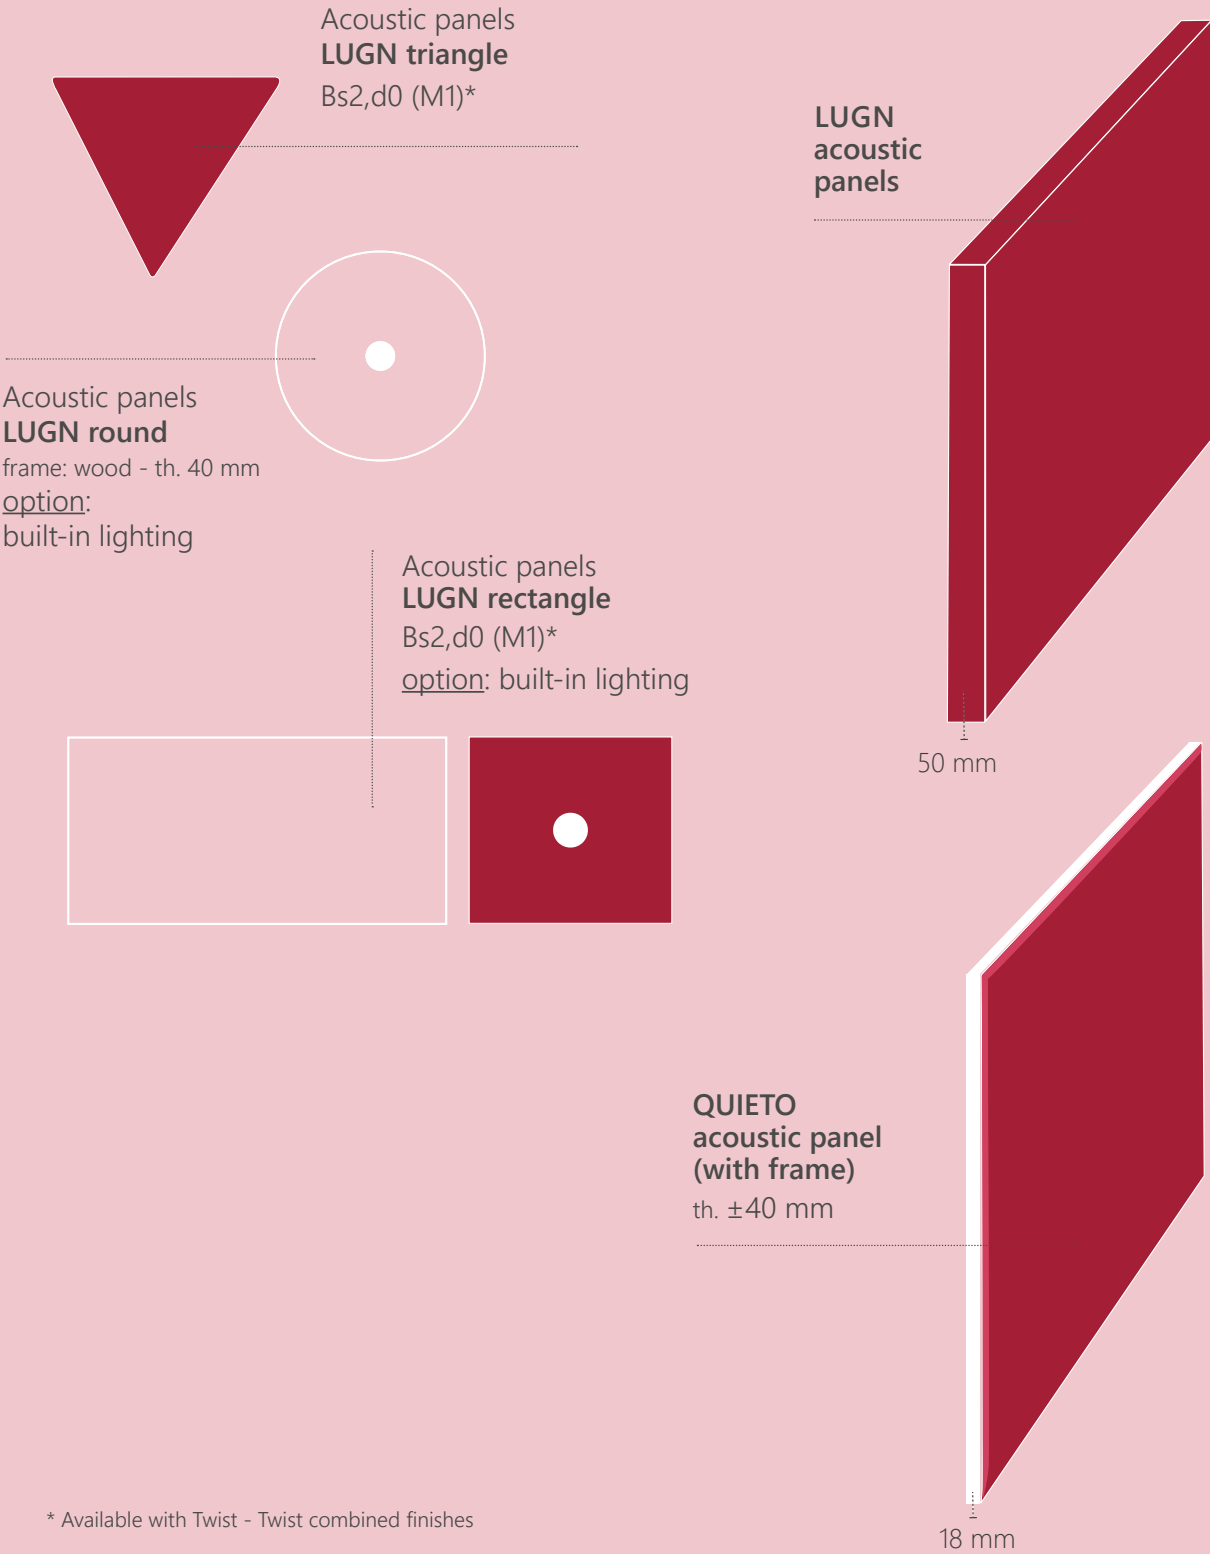 Acoustic panels
LUGN triangle
Bs2,d0 (M1)*
LUGN
acoustic
panels
Acoustic panels
LUGN round
frame: wood - th. 40 mm
option:
built-in lighting
Acoustic panels
LUGN rectangle
Bs2,d0 (M1)*
option: built-in lighting
50 mm
QUIETO
acoustic panel
(with frame)
th. ±40 mm
* Available with Twist - Twist combined finishes
18 mm